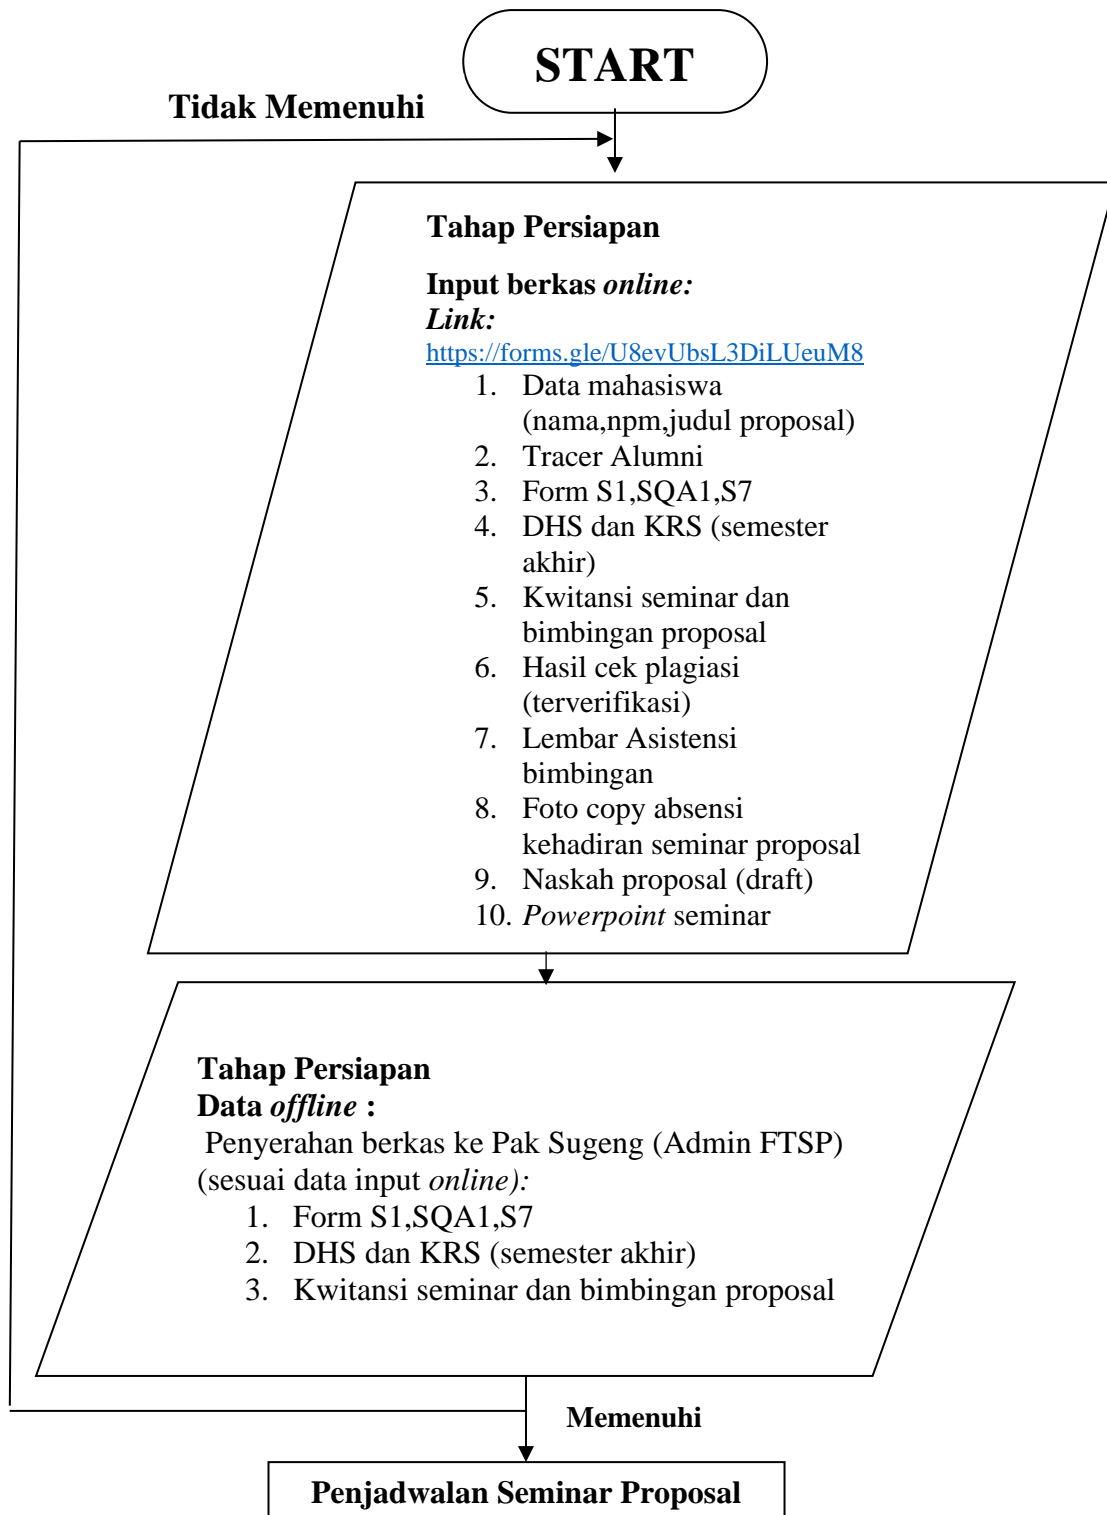 START
Tidak Memenuhi
Tahap Persiapan
Input berkas online:
Link:
https://forms.gle/U8evUbsL3DiLUeuM8
1. Data mahasiswa
(nama,npm,judul proposal)
2. Tracer Alumni
3. Form S1,SQA1,S7
4. DHS dan KRS (semester
akhir)
5. Kwitansi seminar dan
bimbingan proposal
6. Hasil cek plagiasi
(terverifikasi)
7. Lembar Asistensi
bimbingan
8. Foto copy absensi
kehadiran seminar proposal
9. Naskah proposal (draft)
10. Powerpoint seminar
Tahap Persiapan
Data offline :
Penyerahan berkas ke Pak Sugeng (Admin FTSP)
(sesuai data input online):
1. Form S1,SQA1,S7
2. DHS dan KRS (semester akhir)
3. Kwitansi seminar dan bimbingan proposal
Memenuhi
Penjadwalan Seminar Proposal